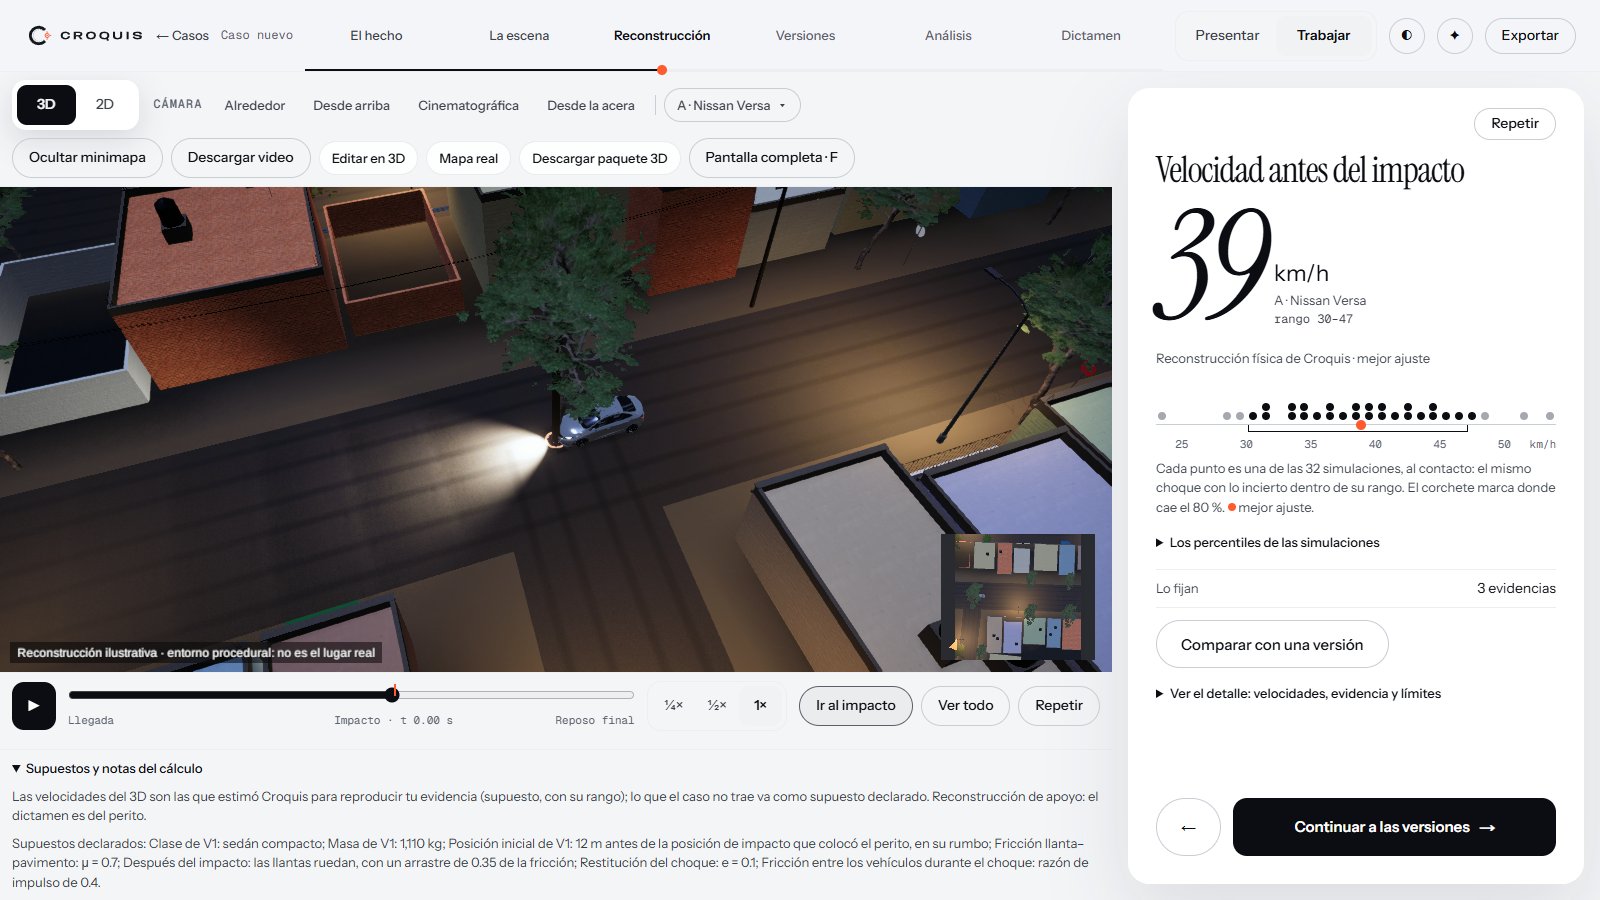 CROQUIS ← Casos Caso nuevo El hecho La escena Reconstrucción Versiones Análisis Dictamen Presentar Trabajar Exportar
3D 2D CÁMARA Alrededor Desde arriba Cinematográfica Desde la acera A · Nissan Versa
Ocultar minimapa Descargar video Editar en 3D Mapa real Descargar paquete 3D Pantalla completa · F
Reconstrucción ilustrativa - entorno procedural: no es el lugar real
Llegada Impacto · t 0.00 s Reposo final
¼× ½× 1× Ir al impacto Ver todo Repetir
Supuestos y notas del cálculo
Las velocidades del 3D son las que estimó Croquis para reproducir tu evidencia (supuesto, con su rango); lo que el caso no trae va como supuesto declarado. Reconstrucción de apoyo: el
dictamen es del perito.
Supuestos declarados: Clase de V1: sedán compacto; Masa de V1: 1,110 kg; Posición inicial de V1: 12 m antes de la posición de impacto que colocó el perito, en su rumbo; Fricción llanta–
pavimento: μ = 0.7; Después del impacto: las llantas ruedan, con un arrastre de 0.35 de la fricción; Restitución del choque: e = 0.1; Fricción entre los vehículos durante el choque: razón de
impulso de 0.4.
Repetir
Velocidad antes del impacto
39 km/h
A · Nissan Versa
rango 30–47
Reconstrucción física de Croquis · mejor ajuste
25 30 35 40 45 50 km/h
Cada punto es una de las 32 simulaciones, al contacto: el mismo
choque con lo incierto dentro de su rango. El corchete marca donde
cae el 80 %. mejor ajuste.
Los percentiles de las simulaciones
Lo fijan 3 evidencias
Comparar con una versión
Ver el detalle: velocidades, evidencia y límites
← Continuar a las versiones →